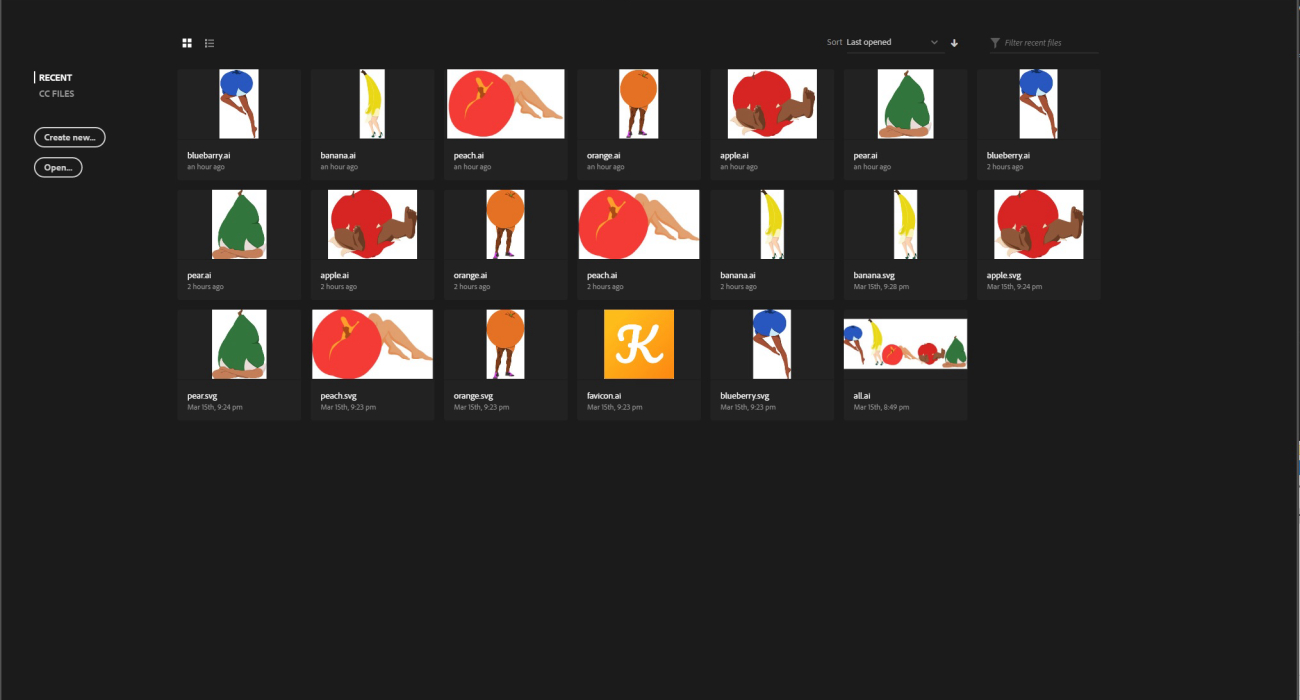 Sort Last opened
Filter recent files
RECENT
CC FILES
Create new...
Open...
bluebarry.ai
an hour ago
banana.ai
an hour ago
peach.ai
an hour ago
orange.ai
an hour ago
apple.ai
an hour ago
pear.ai
an hour ago
blueberry.ai
2 hours ago
pear.ai
2 hours ago
apple.ai
2 hours ago
orange.ai
2 hours ago
peach.ai
2 hours ago
banana.ai
2 hours ago
banana.svg
Mar 15th, 9:28 pm
apple.svg
Mar 15th, 9:24 pm
K
pear.svg
Mar 15th, 9:24 pm
peach.svg
Mar 15th, 9:23 pm
orange.svg
Mar 15th, 9:23 pm
favicon.ai
Mar 15th, 9:23 pm
blueberry.svg
Mar 15th, 9:23 pm
all.ai
Mar 15th, 8:49 pm